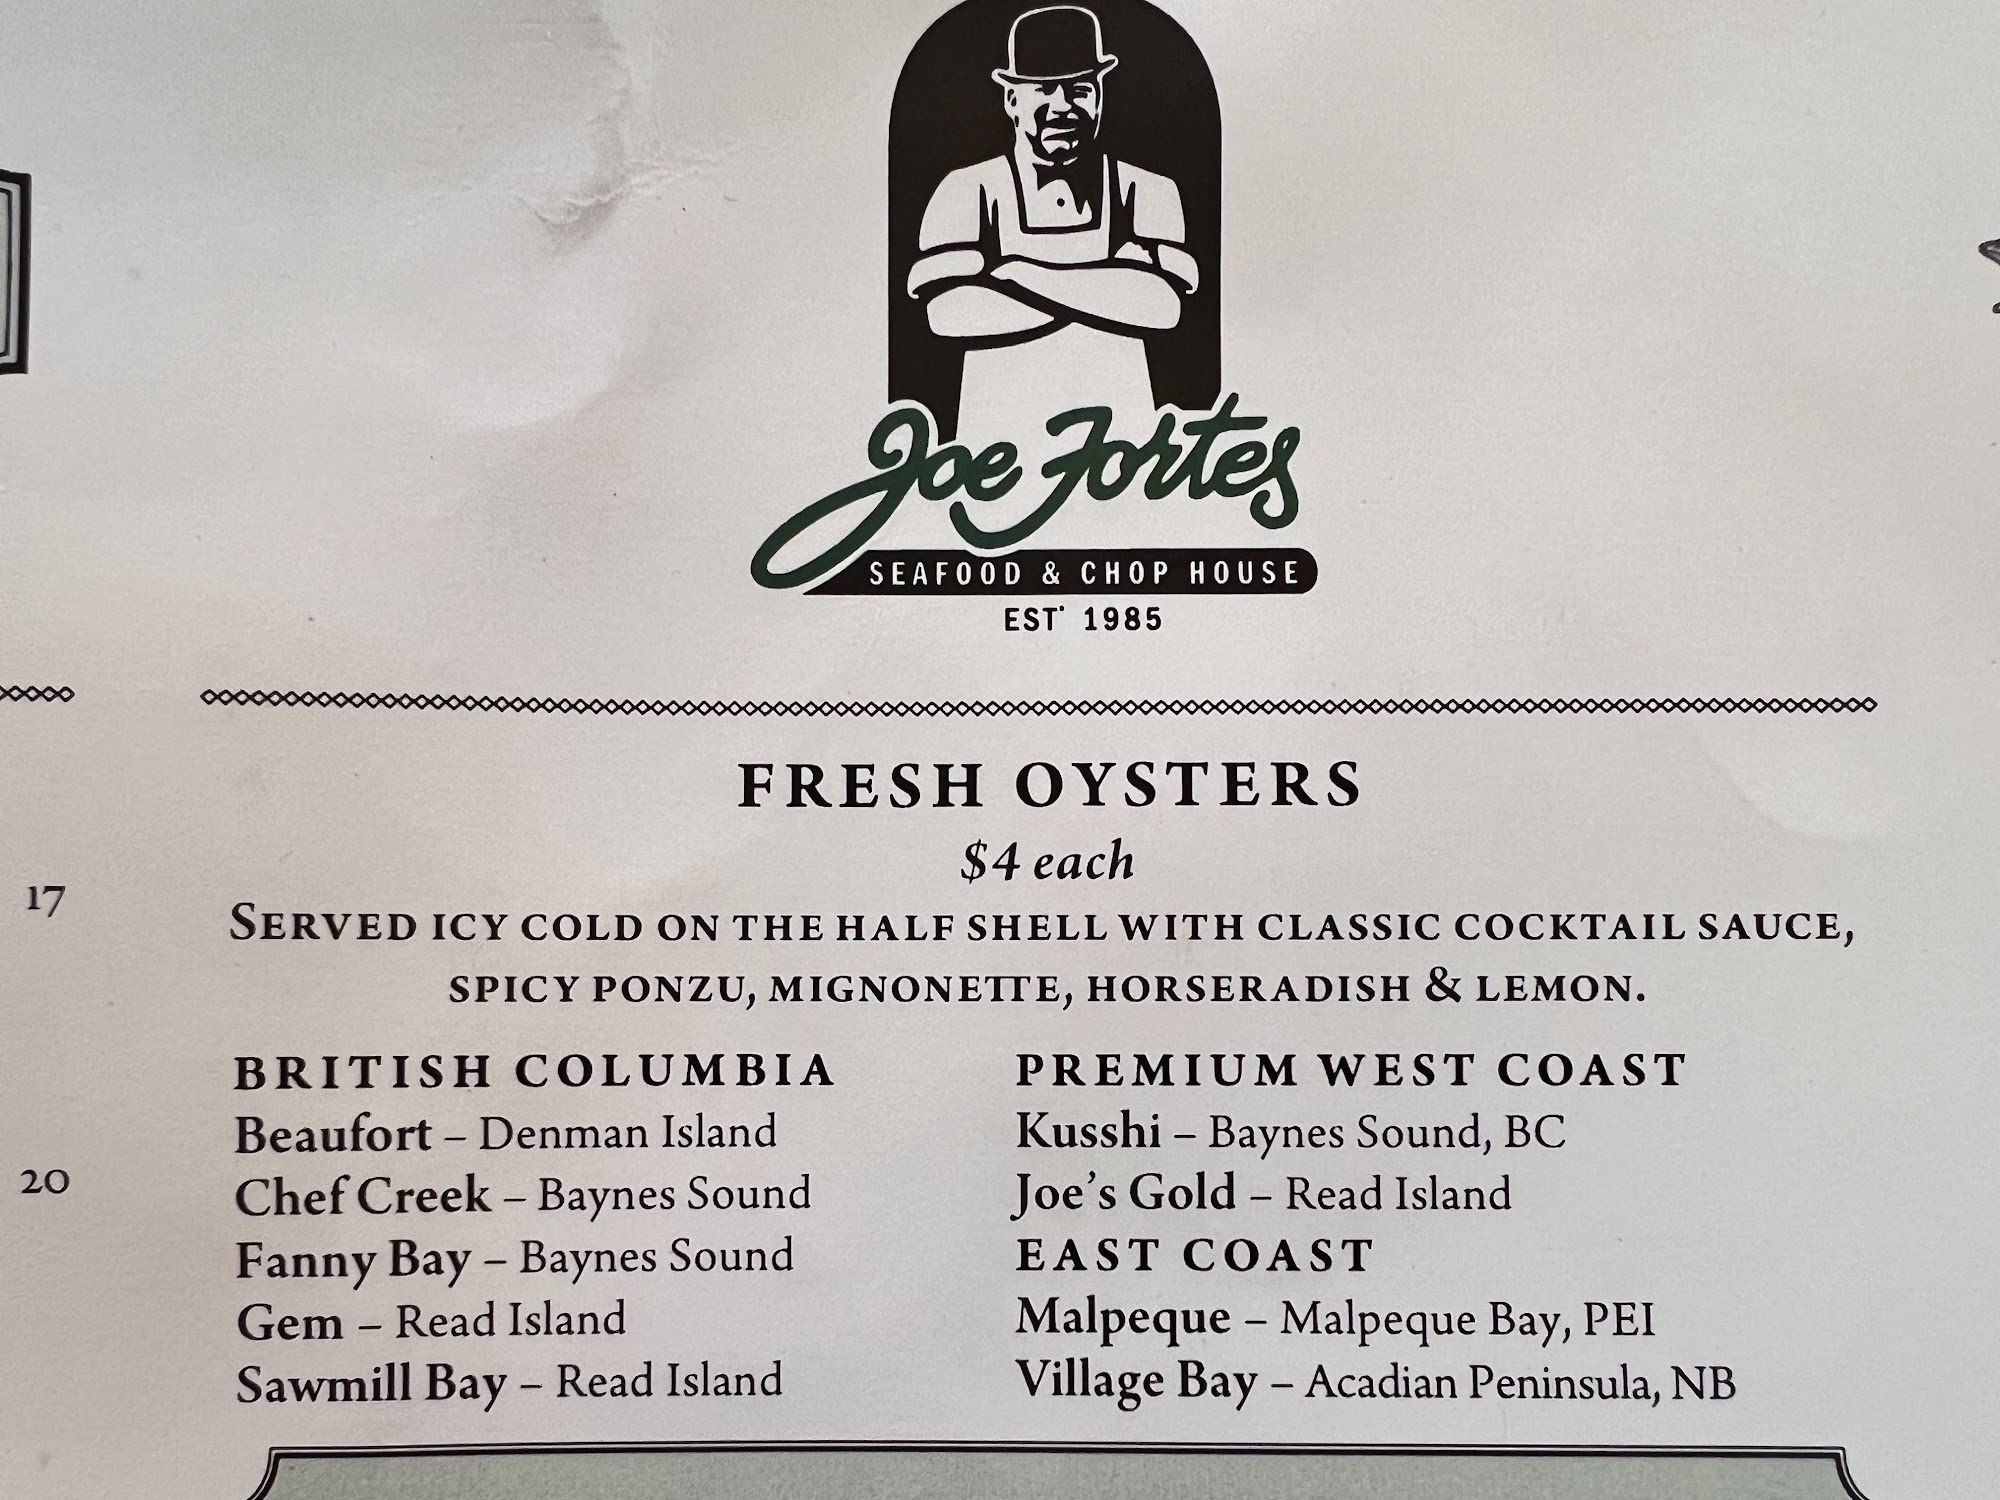 Joe Fortes
SEAFOOD & CHOP HOUSE
EST. 1985
FRESH OYSTERS
$4 each
17
SERVED ICY COLD ON THE HALF SHELL WITH CLASSIC COCKTAIL SAUCE,
SPICY PONZU, MIGNONETTE, HORSERADISH & LEMON.
BRITISH COLUMBIA
Beaufort – Denman Island
20
Chef Creek – Baynes Sound
Fanny Bay – Baynes Sound
Gem – Read Island
Sawmill Bay – Read Island
PREMIUM WEST COAST
Kusshi – Baynes Sound, BC
Joe's Gold – Read Island
EAST COAST
Malpeque – Malpeque Bay, PEI
Village Bay – Acadian Peninsula, NB